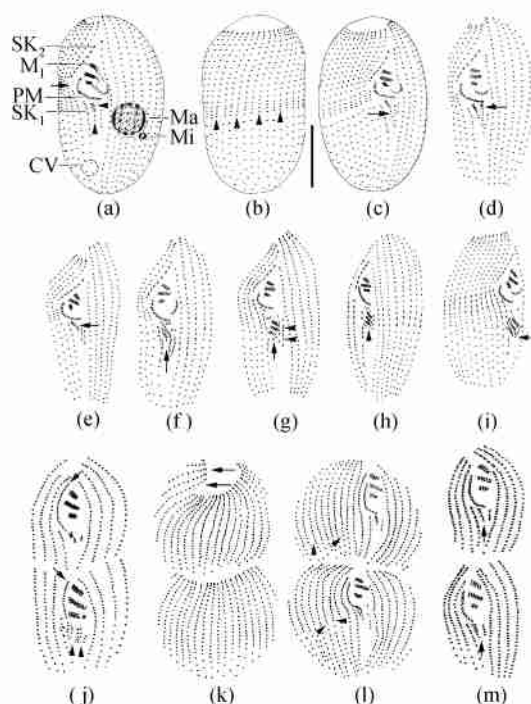 SK2
M1
PM
SK1
CV
Ma
Mi
(a)
(b)
(c)
(d)
(e)
(f)
(g)
(h)
(i)
(j)
(k)
(l)
(m)